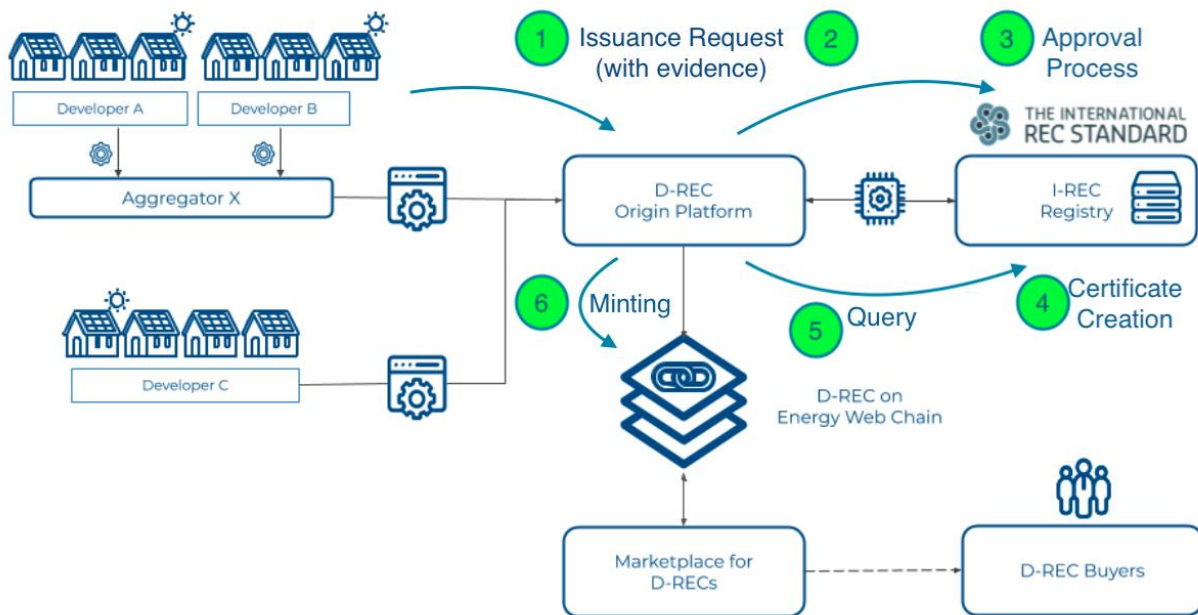 1
Issuance Request
(with evidence)
2
3
Approval
Process
THE INTERNATIONAL
REC STANDARD
Developer A
Developer B
Aggregator X
D-REC
Origin Platform
I-REC
Registry
6
Minting
5
Query
4
Certificate
Creation
Developer C
D-REC on
Energy Web Chain
Marketplace for
D-RECs
D-REC Buyers